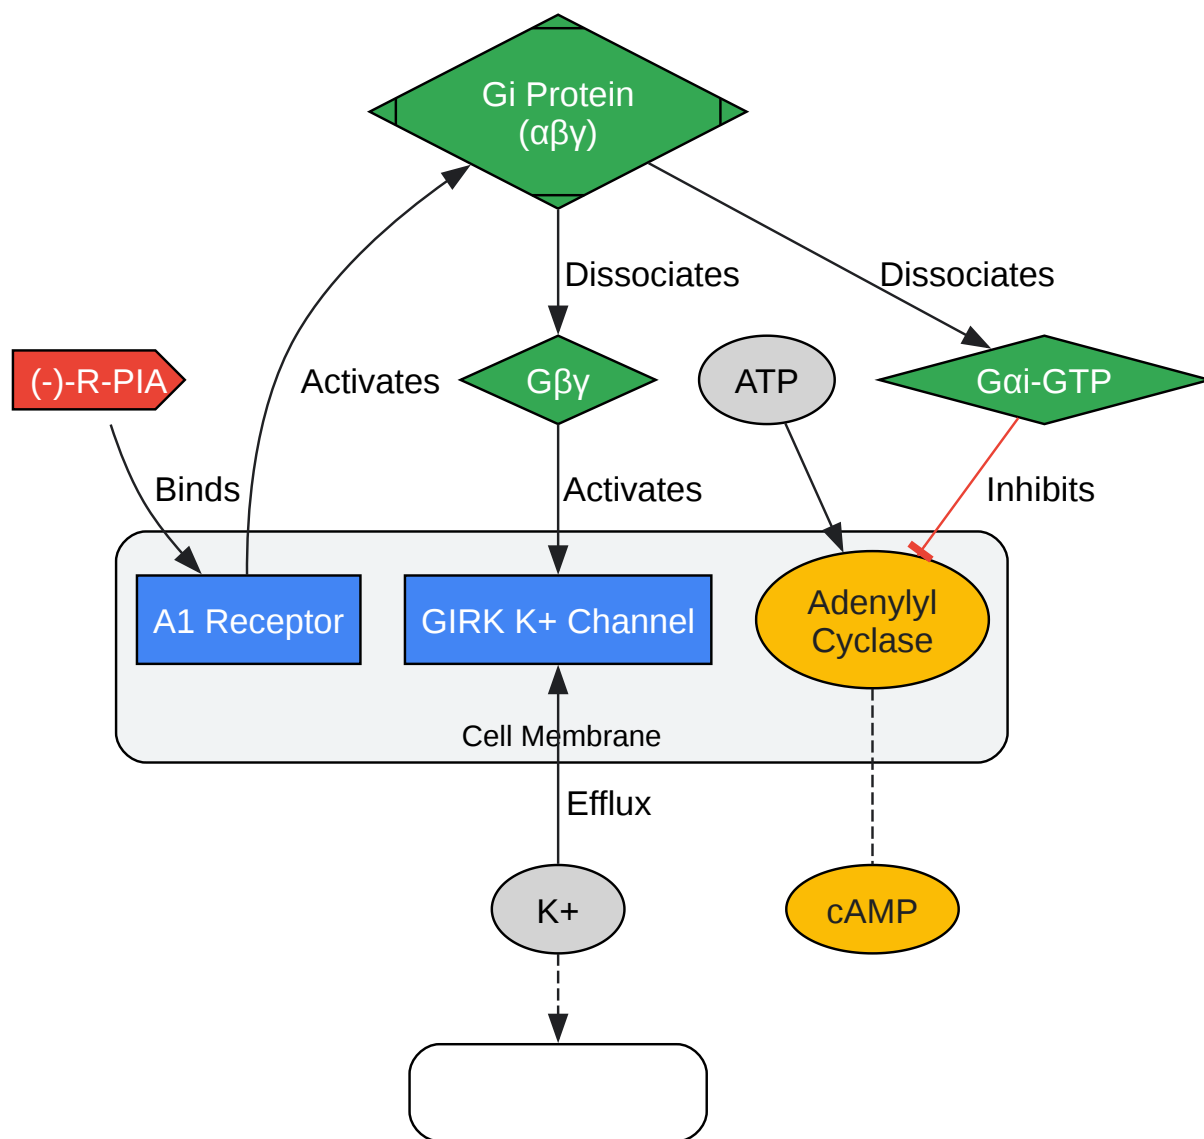 Gi Protein
(αβγ)
Dissociates
Dissociates
(-)-R-PIA
Activates
Gβγ
ATP
Gαi-GTP
Binds
Activates
Inhibits
A1 Receptor
GIRK K+ Channel
Adenylyl
Cyclase
Cell Membrane
Efflux
K+
cAMP